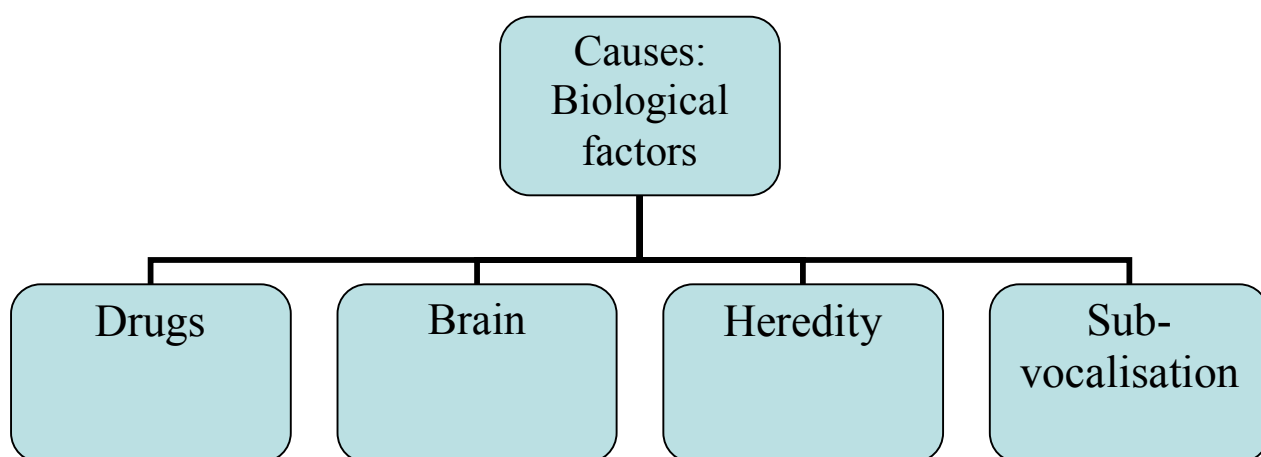 Causes:
Biological
factors
Drugs
Brain
Heredity
Sub-
vocalisation